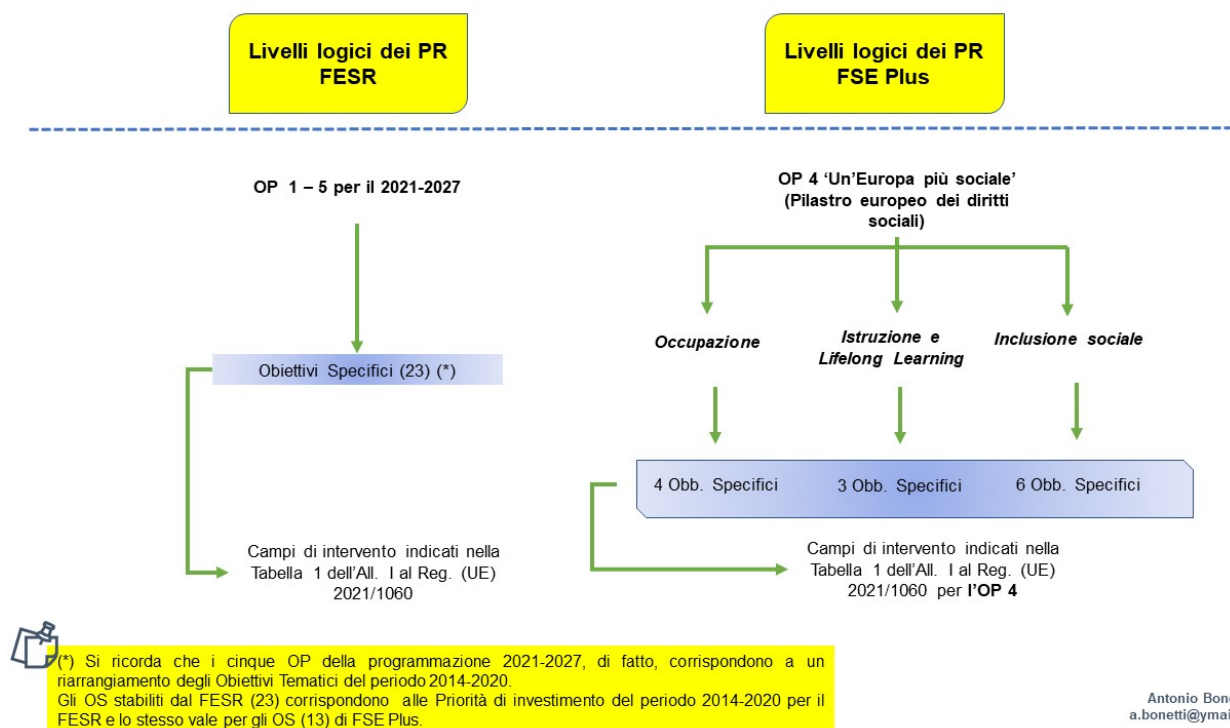 Livelli logici dei PR
FESR
Livelli logici dei PR
FSE Plus
OP 1 – 5 per il 2021-2027
OP 4 ‘Un’Europa più sociale’
(Pilastro europeo dei diritti
sociali)
Occupazione
Istruzione e
Lifelong Learning
Inclusione sociale
Obiettivi Specifici (23) (*)
4 Obb. Specifici
3 Obb. Specifici
6 Obb. Specifici
Campi di intervento indicati nella
Tabella 1 dell’All. I al Reg. (UE)
2021/1060
Campi di intervento indicati nella
Tabella 1 dell’All. I al Reg. (UE)
2021/1060 per l’OP 4
(*) Si ricorda che i cinque OP della programmazione 2021-2027, di fatto, corrispondono a un
riarrangiamento degli Obiettivi Tematici del periodo 2014-2020.
Gli OS stabiliti dal FESR (23) corrispondono alle Priorità di investimento del periodo 2014-2020 per il
FESR e lo stesso vale per gli OS (13) di FSE Plus.
Antonio Bon
a.bonetti@ymai